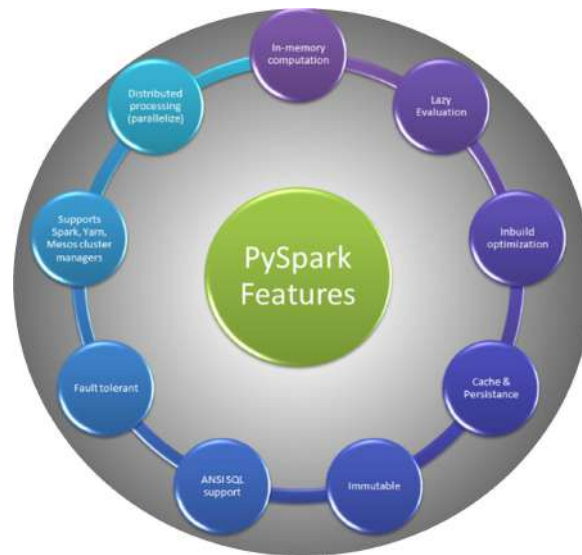 PySpark
Features
In-memory
computation
Lazy
Evaluation
Inbuild
optimization
Cache &
Persistance
Immutable
ANSI SQL
support
Fault tolerant
Supports
Spark, Yarn,
Mesos cluster
managers
Distributed
processing
(parallelize)